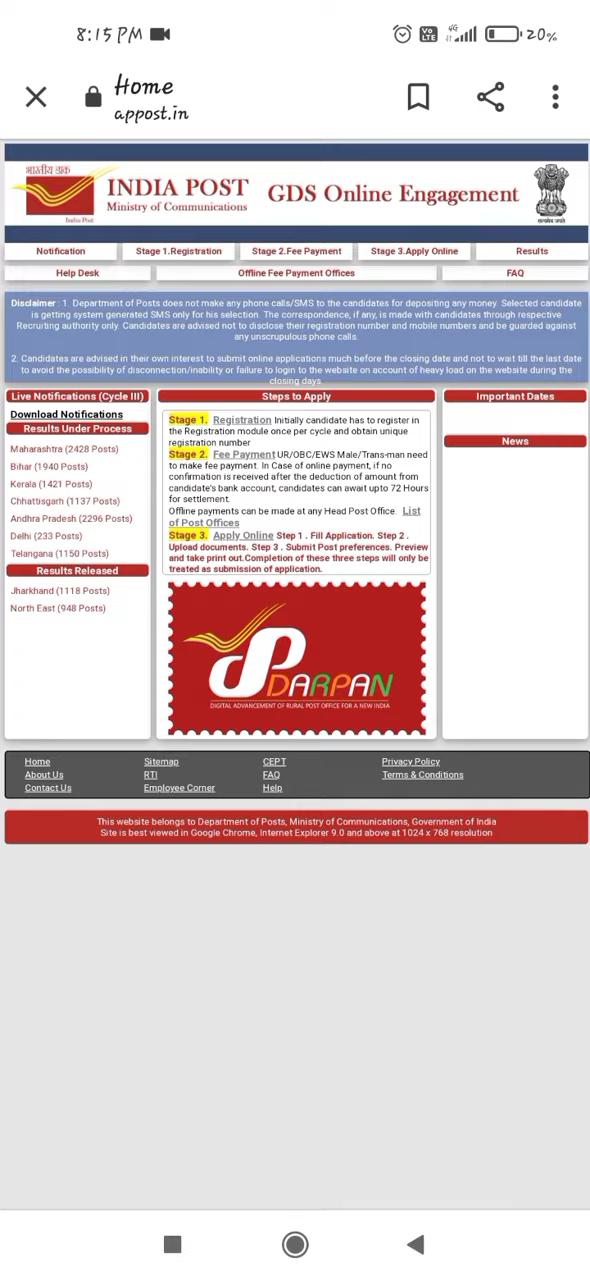 8:15 PM
Vo LTE 4G 20%
Home
appost.in
भारतीय डाक
India Post
INDIA POST
Ministry of Communications
GDS Online Engagement
सत्यमेव जयते
Notification
Stage 1.Registration
Stage 2.Fee Payment
Stage 3.Apply Online
Results
Help Desk
Offline Fee Payment Offices
FAQ
Disclaimer : 1. Department of Posts does not make any phone calls/SMS to the candidates for depositing any money. Selected candidate
is getting system generated SMS only for his selection. The correspondence, if any, is made with candidates through respective
Recruiting authority only. Candidates are advised not to disclose their registration number and mobile numbers and be guarded against
any unscrupulous phone calls.
2. Candidates are advised in their own interest to submit online applications much before the closing date and not to wait till the last date
to avoid the possibility of disconnection/inability or failure to login to the website on account of heavy load on the website during the
closing days
Live Notifications (Cycle III)
Download Notifications
Results Under Process
Maharashtra (2428 Posts)
Bihar (1940 Posts)
Kerala (1421 Posts)
Chhattisgarh (1137 Posts)
Andhra Pradesh (2296 Posts)
Delhi (233 Posts)
Telangana (1150 Posts)
Results Released
Jharkhand (1118 Posts)
North East (948 Posts)
Steps to Apply
Stage 1. Registration Initially candidate has to register in
the Registration module once per cycle and obtain unique
registration number
Stage 2. Fee Payment UR/OBC/EWS Male/Trans-man need
to make fee payment. In Case of online payment, if no
confirmation is received after the deduction of amount from
candidate's bank account, candidates can await upto 72 Hours
for settlement.
Offline payments can be made at any Head Post Office. List
of Post Offices
Stage 3. Apply Online Step 1 . Fill Application. Step 2 .
Upload documents. Step 3 . Submit Post preferences. Preview
and take print out.Completion of these three steps will only be
treated as submission of application.
DARPAN
DIGITAL ADVANCEMENT OF RURAL POST OFFICE FOR A NEW INDIA
Important Dates
News
Home
About Us
Contact Us
Sitemap
RTI
Employee Corner
CEPT
FAQ
Help
Privacy Policy
Terms & Conditions
This website belongs to Department of Posts, Ministry of Communications, Government of India
Site is best viewed in Google Chrome, Internet Explorer 9.0 and above at 1024 x 768 resolution